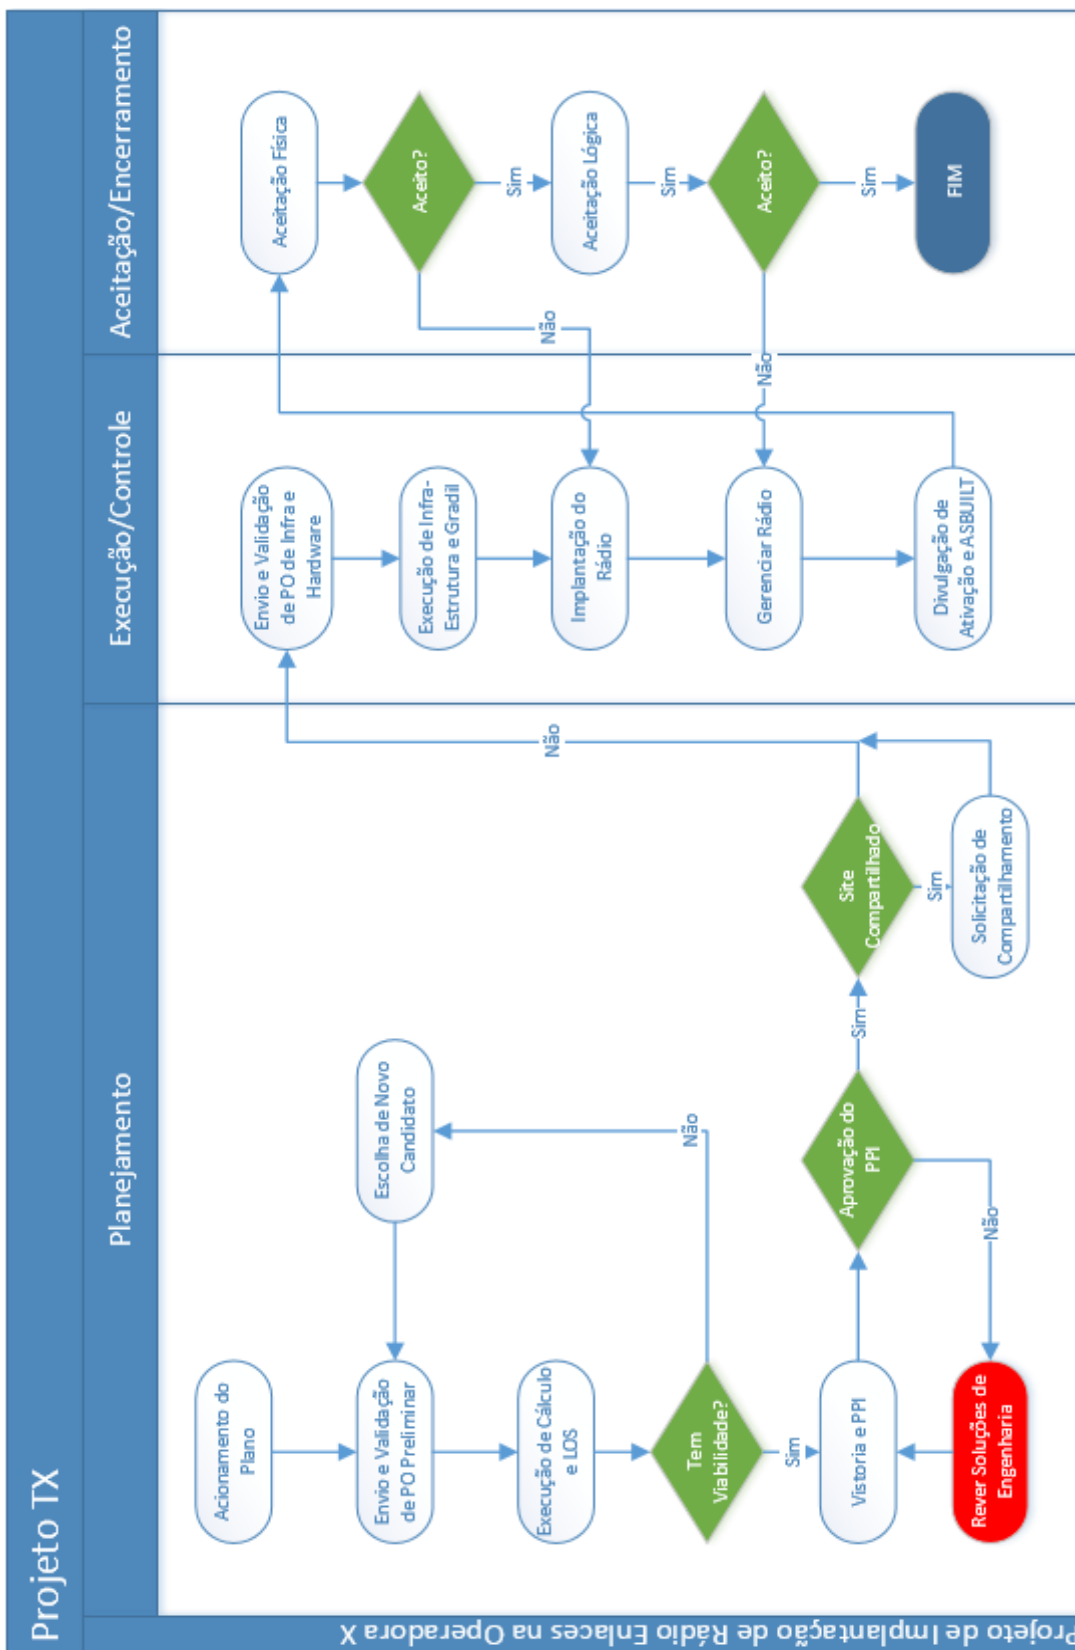 Projeto TX
Projeto de Implantação de Rádio Enlaces na Operadora X
Planejamento
Execução/Controle
Aceitação/Encerramento
Acionamento do
Plano
Envio e Validação
de PO Preliminar
Escolha de Novo
Candidato
Execução de Cálculo
e LOS
Tem
Viabilidade?
Não
Sim
Vistoria e PPI
Aprovação do
PPI
Sim
Não
Rever Soluções de
Engenharia
Site
Compartilhado
Não
Sim
Solicitação de
Compartilhamento
Envio e Validação
de PO de Infra e
Hardware
Execução de Infra-
Estrutura e Gradil
Implantação do
Rádio
Gerenciar Rádio
Divulgação de
Ativação e ASBUILT
Aceitação Física
Aceito?
Não
Sim
Aceitação Lógica
Sim
Aceito?
Não
Sim
FIM